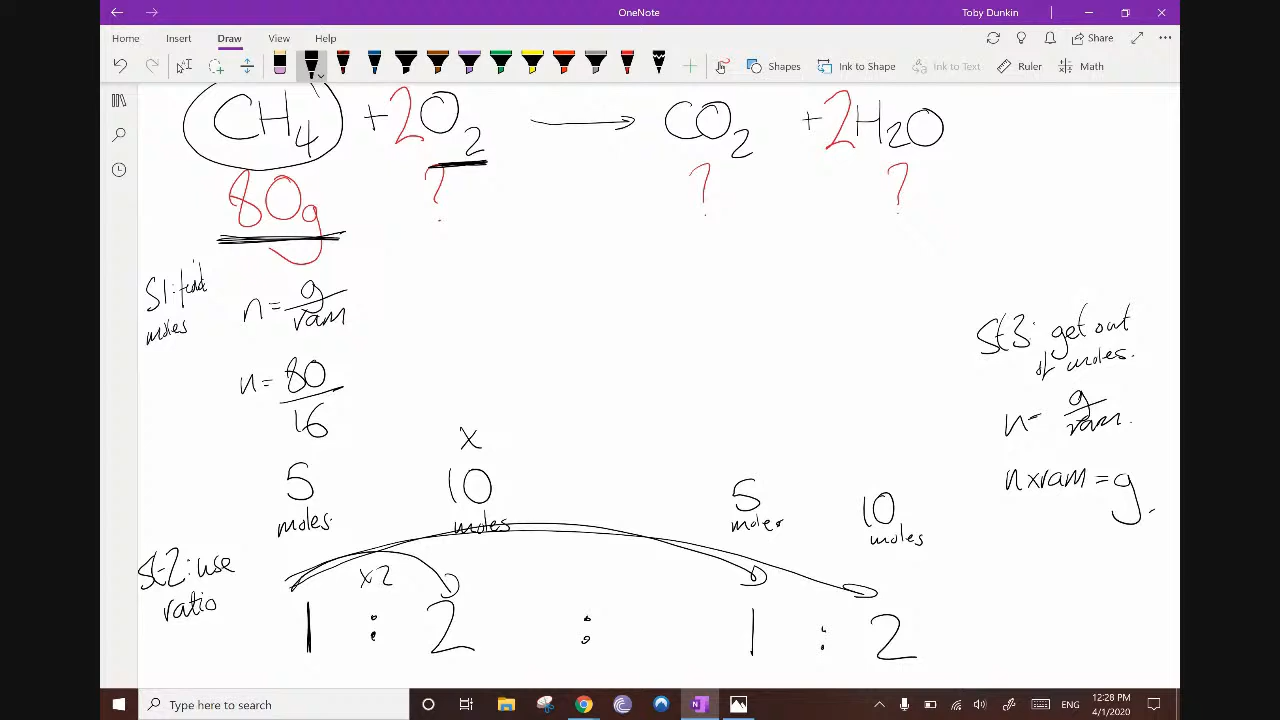 OneNote
Toby Dunkin
Home Insert Draw View Help
Share
Shapes
Ink to Shape
Ink to Text
Ruler
Math
CH4 + 2O2 → CO2 + 2H2O
80g ? ? ?
S1: find
moles
n = g/ram
n = 80/16
St3: get out
of moles.
n = g/ram.
n x ram = g.
x
5 10 5 10
moles. moles moles moles
St2: use
ratio
x2
1 : 2 : 1 : 2
Type here to search
ENG
12:28 PM
4/1/2020